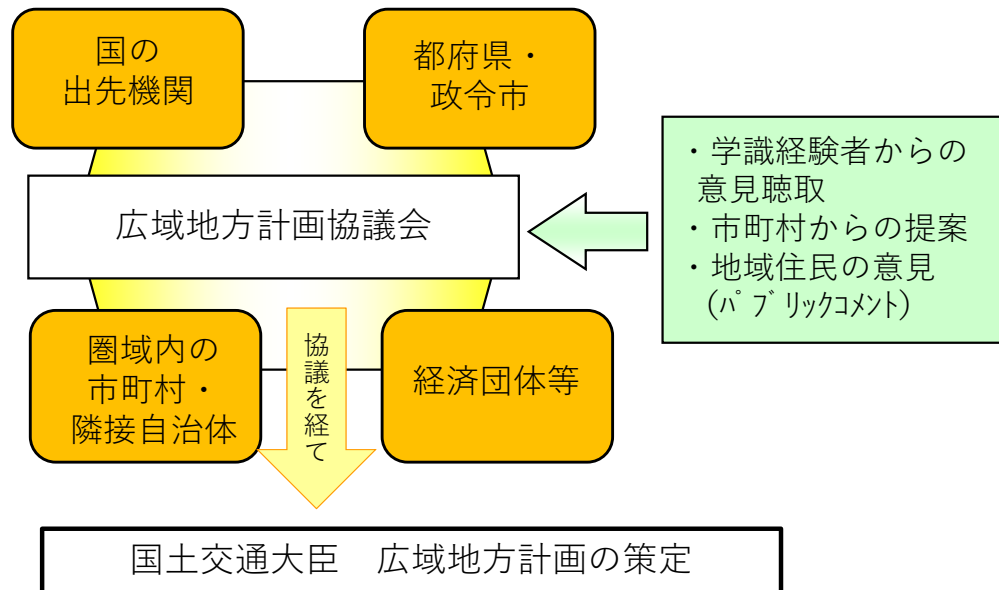 国の
出先機関
都府県・
政令市
広域地方計画協議会
・学識経験者からの
意見聴取
・市町村からの提案
・地域住民の意見
(ﾊﾟﾌﾞﾘｯｸｺﾒﾝﾄ)
圏域内の
市町村・
隣接自治体
協議を経て
経済団体等
国土交通大臣　広域地方計画の策定